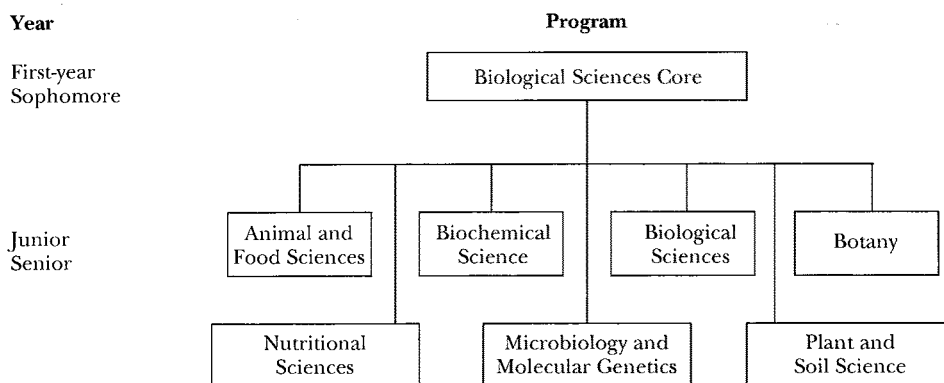 Year
Program
First-year
Sophomore
Biological Sciences Core
Junior
Senior
Animal and
Food Sciences
Biochemical
Science
Biological
Sciences
Botany
Nutritional
Sciences
Microbiology and
Molecular Genetics
Plant and
Soil Science